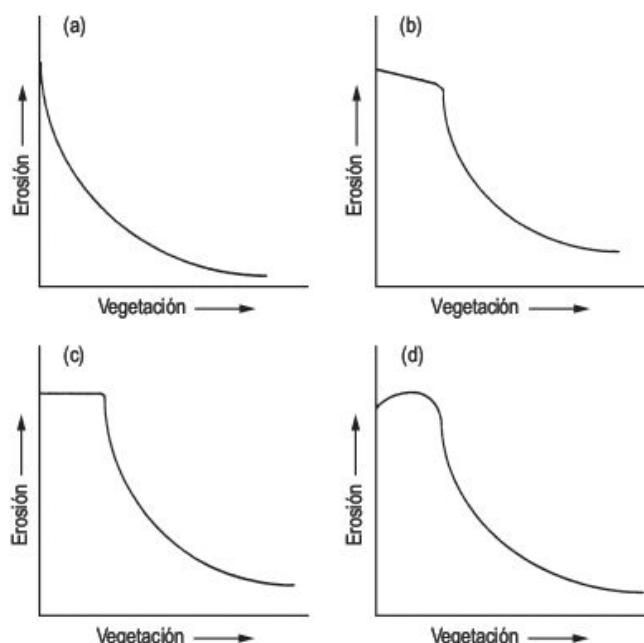 (a)
Erosión
Vegetación
(b)
Erosión
Vegetación
(c)
Erosión
Vegetación
(d)
Erosión
Vegetación